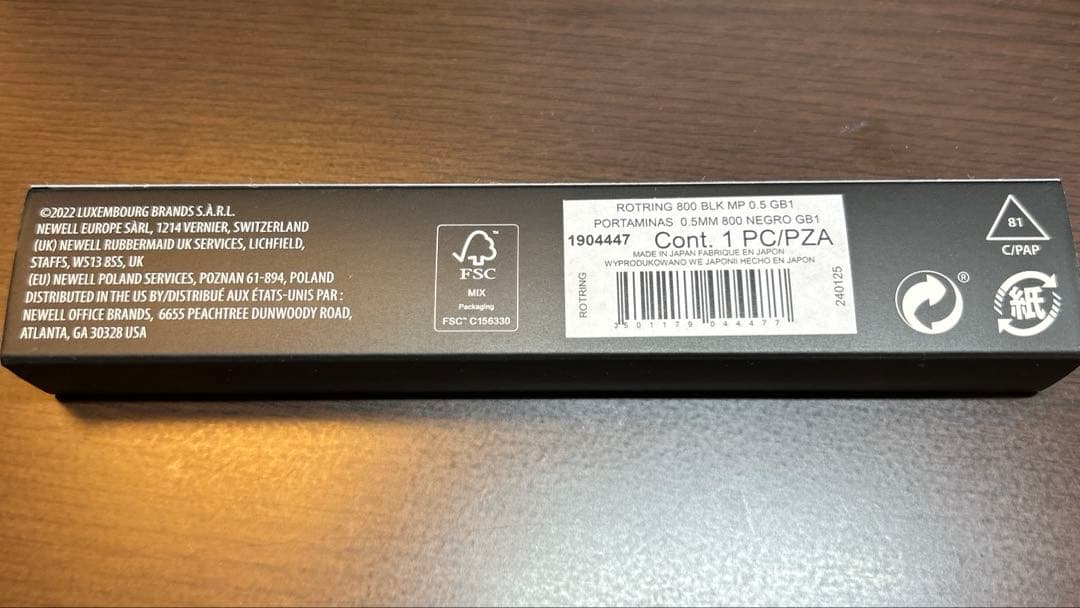 ©2022 LUXEMBOURG BRANDS S.À.R.L.
NEWELL EUROPE SÀRL, 1214 VERNIER, SWITZERLAND
(UK) NEWELL RUBBERMAID UK SERVICES, LICHFIELD,
STAFFS, WS13 8SS, UK
(EU) NEWELL POLAND SERVICES, POZNAN 61-894, POLAND
DISTRIBUTED IN THE US BY/DISTRIBUÉ AUX ÉTATS-UNIS PAR :
NEWELL OFFICE BRANDS, 6655 PEACHTREE DUNWOODY ROAD,
ATLANTA, GA 30328 USA
™
FSC
MIX
Packaging
FSC™ C156330
ROTRING 800 BLK MP 0.5 GB1
PORTAMINAS 0.5MM 800 NEGRO GB1
1904447 Cont. 1 PC/PZA
MADE IN JAPAN FABRIQUE EN JAPON
WYPRODUKOWANO WE JAPONII HECHO EN JAPON
ROTRING
3 501179 044477
240125
®
81
C/PAP
紙